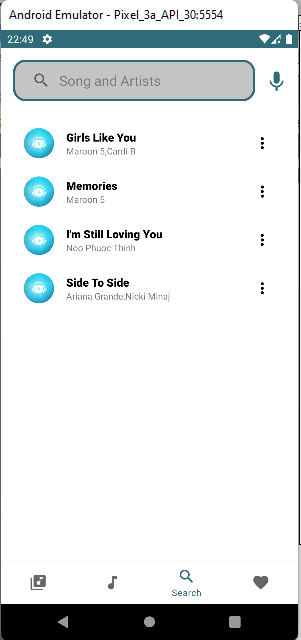 Android Emulator - Pixel_3a_API_30:5554
22:49
Song and Artists
Girls Like You
Maroon 5,Cardi B
Memories
Maroon 5
I'm Still Loving You
Noo Phuoc Thinh
Side To Side
Ariana Grande,Nicki Minaj
Search